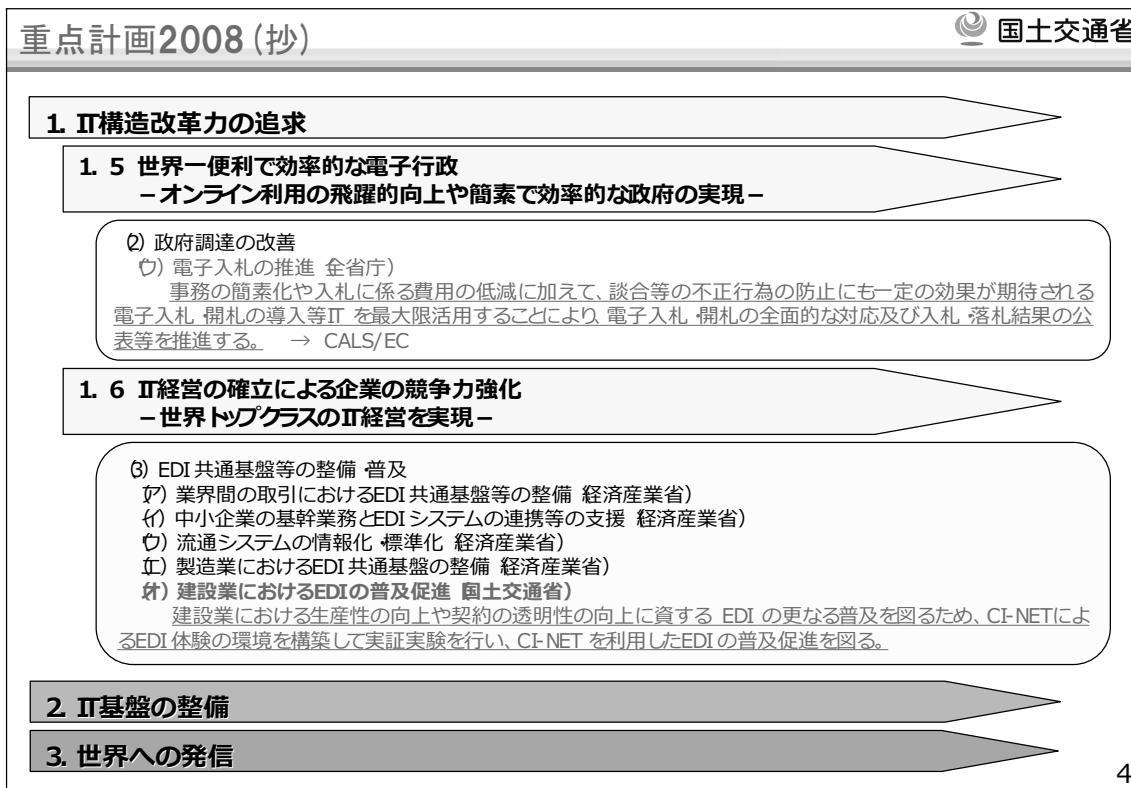 重点計画2008(抄)
国土交通省
1. IT構造改革力の追求
1. 5 世界一便利で効率的な電子行政
－オンライン利用の飛躍的向上や簡素で効率的な政府の実現－
(2) 政府調達の改善
(ウ) 電子入札の推進(全省庁)
事務の簡素化や入札に係る費用の低減に加えて、談合等の不正行為の防止にも一定の効果が期待される
電子入札・開札の導入等IT を最大限活用することにより、電子入札・開札の全面的な対応及び入札・落札結果の公
表等を推進する。 → CALS/EC
1. 6 IT経営の確立による企業の競争力強化
－世界トップクラスのIT経営を実現－
(3) EDI 共通基盤等の整備・普及
(ア) 業界間の取引におけるEDI 共通基盤等の整備(経済産業省)
(イ) 中小企業の基幹業務とEDI システムの連携等の支援(経済産業省)
(ウ) 流通システムの情報化・標準化(経済産業省)
(エ) 製造業におけるEDI 共通基盤の整備(経済産業省)
(オ) 建設業におけるEDIの普及促進(国土交通省)
建設業における生産性の向上や契約の透明性の向上に資する EDI の更なる普及を図るため、CI-NETによ
るEDI 体験の環境を構築して実証実験を行い、CI-NET を利用したEDI の普及促進を図る。
2. IT基盤の整備
3. 世界への発信
4